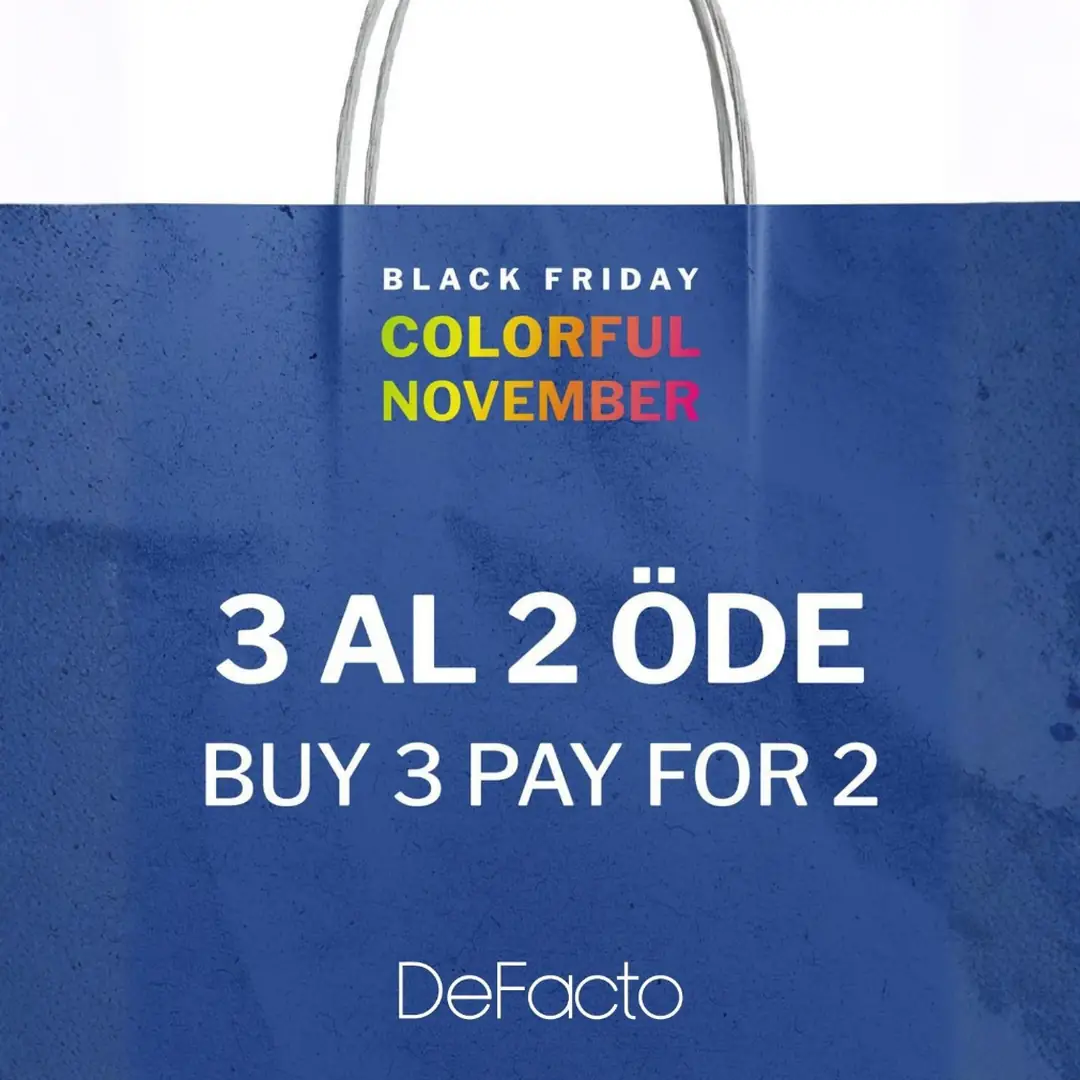 BLACK FRIDAY
COLORFUL
NOVEMBER
3 AL 2 ÖDE
BUY 3 PAY FOR 2
DeFacto